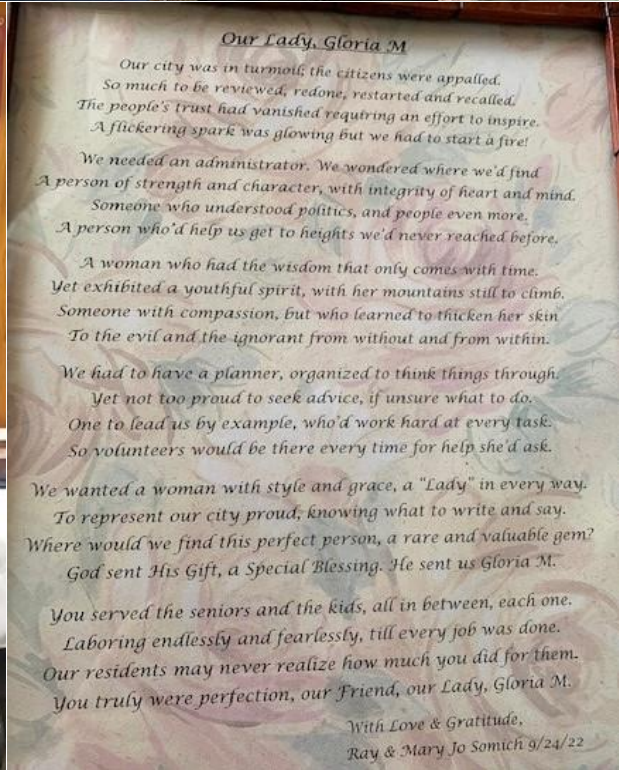 Our Lady, Gloria M
Our city was in turmoil; the citizens were appalled.
So much to be reviewed, redone, restarted and recalled.
The people's trust had vanished requiring an effort to inspire.
A flickering spark was glowing but we had to start a fire!
We needed an administrator. We wondered where we'd find
A person of strength and character, with integrity of heart and mind.
Someone who understood politics, and people even more.
A person who'd help us get to heights we'd never reached before.
A woman who had the wisdom that only comes with time.
Yet exhibited a youthful spirit, with her mountains still to climb.
Someone with compassion, but who learned to thicken her skin
To the evil and the ignorant from without and from within.
We had to have a planner, organized to think things through.
Yet not too proud to seek advice, if unsure what to do.
One to lead us by example, who'd work hard at every task.
So volunteers would be there every time for help she'd ask.
We wanted a woman with style and grace, a "Lady" in every way.
To represent our city proud, knowing what to write and say.
Where would we find this perfect person, a rare and valuable gem?
God sent His Gift, a Special Blessing. He sent us Gloria M.
You served the seniors and the kids, all in between, each one.
Laboring endlessly and fearlessly, till every job was done.
Our residents may never realize how much you did for them.
You truly were perfection, our Friend, our Lady, Gloria M.
With Love & Gratitude,
Ray & Mary Jo Somich 9/24/22